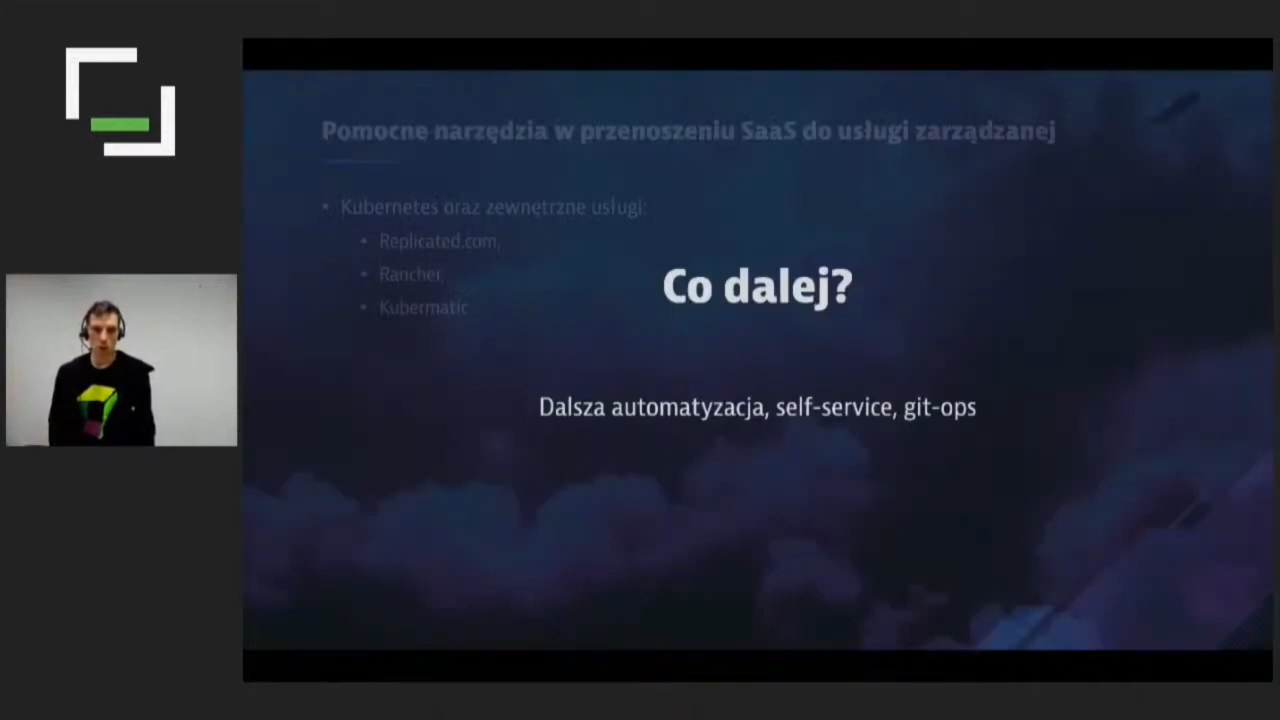 Pomocne narzędzia w przenoszeniu SaaS do usługi zarządzanej
• Kubernetes oraz zewnętrzne usługi:
• Replicated.com,
• Rancher,
• Kubermatic
Co dalej?
Dalsza automatyzacja, self-service, git-ops